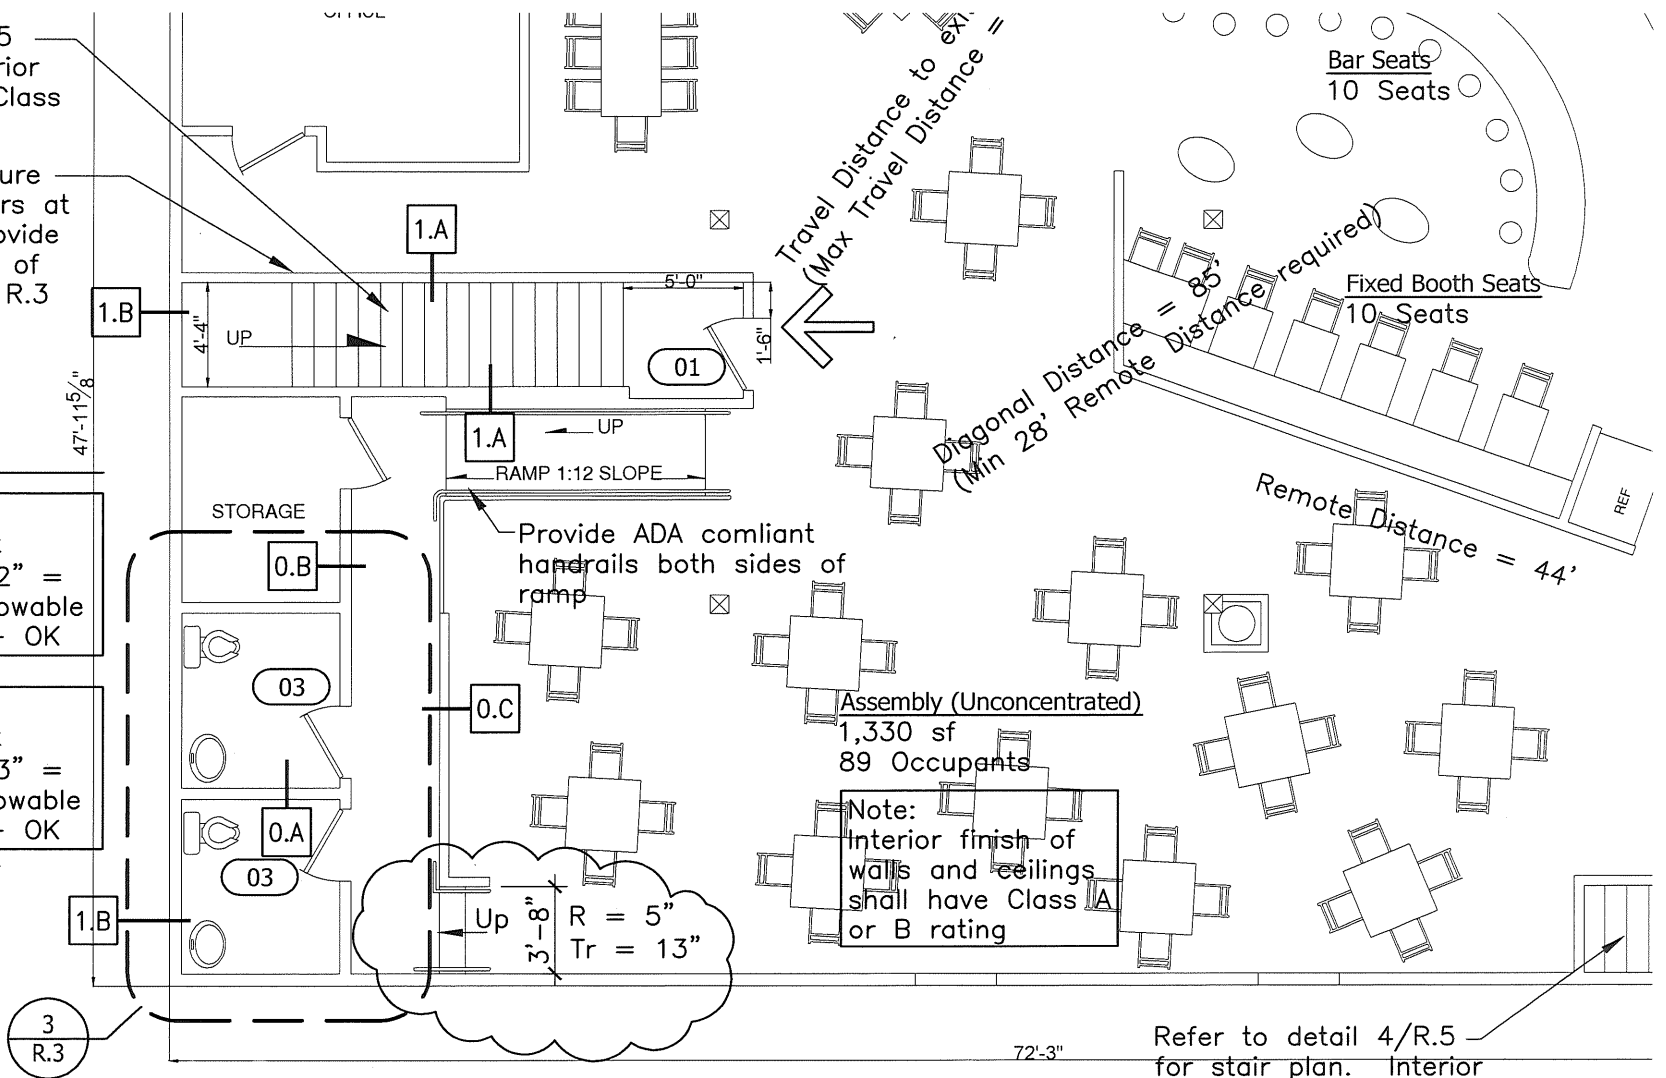 OFFICE
5
rior
Class
ure
rs at
ovide
of
R.3
Travel Distance to exi
(Max Travel Distance =
Bar Seats
10 Seats
1.A
1.B
4'-4"
UP
5'-0"
1'-6"
01
Diagonal Distance = 85'
(Min 28' Remote Distance required)
Fixed Booth Seats
10 Seats
47'-11 5/8"
1.A
UP
RAMP 1:12 SLOPE
REF
Remote Distance = 44'
STORAGE
Provide ADA comliant
handrails both sides of
ramp
0.B
2" =
owable
- OK
03
0.C
3" =
owable
- OK
Assembly (Unconcentrated)
1,330 sf
89 Occupants
Note:
Interior finish of
walls and ceilings
shall have Class A
or B rating
0.A
03
1.B
Up
3'-8"
R = 5"
Tr = 13"
3
R.3
72'-3"
Refer to detail 4/R.5
for stair plan. Interior